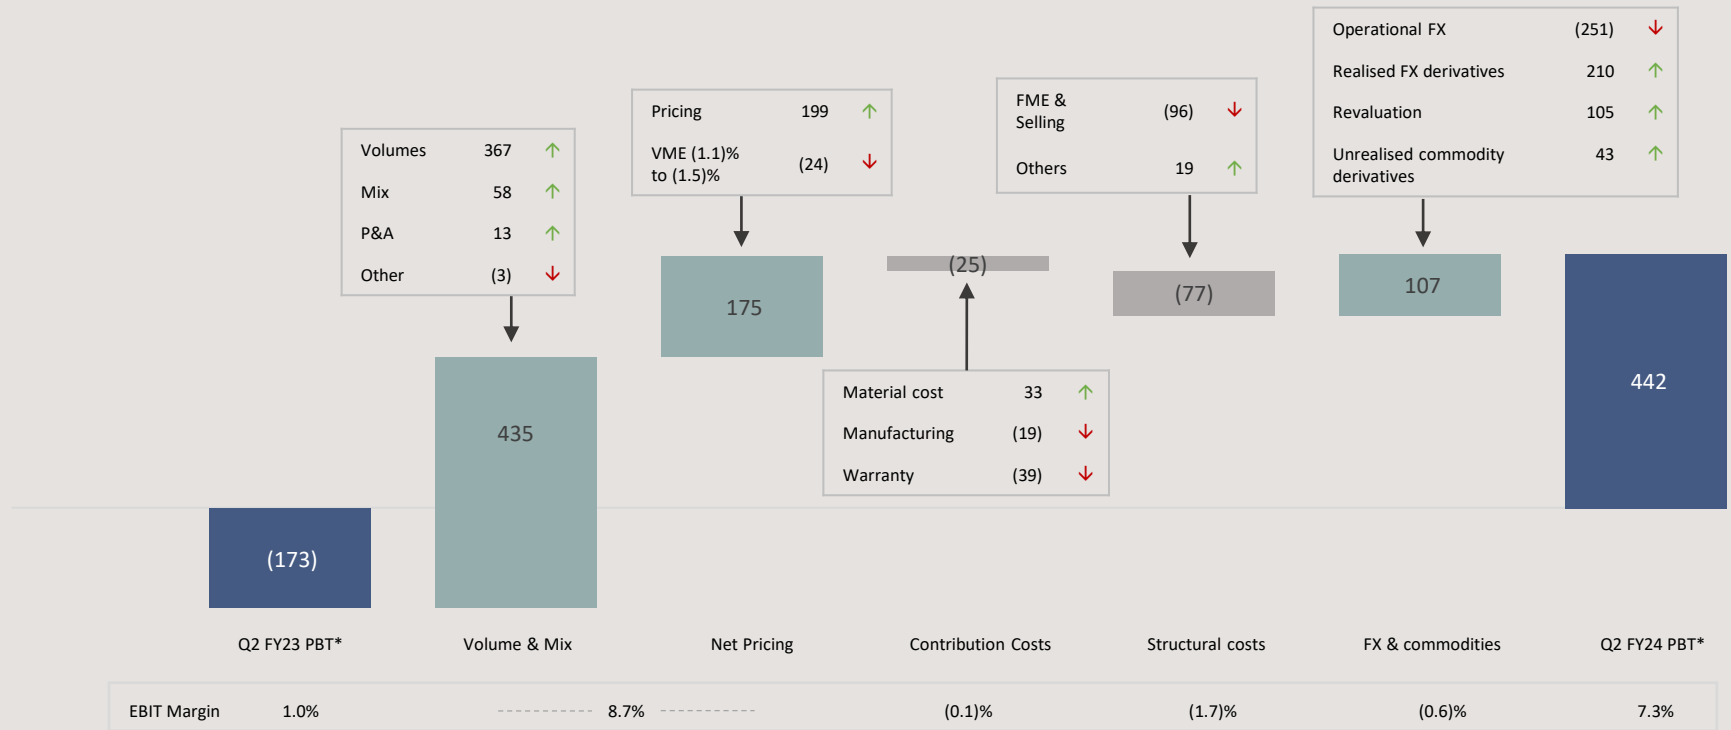 Volumes 367 ↑
Mix 58 ↑
P&A 13 ↑
Other (3) ↓
Pricing 199 ↑
VME (1.1)%
to (1.5)% (24) ↓
Material cost 33 ↑
Manufacturing (19) ↓
Warranty (39) ↓
FME &
Selling (96) ↓
Others 19 ↑
Operational FX (251) ↓
Realised FX derivatives 210 ↑
Revaluation 105 ↑
Unrealised commodity
derivatives 43 ↑
(173)
435
175
(25)
(77)
107
442
Q2 FY23 PBT* Volume & Mix Net Pricing Contribution Costs Structural costs FX & commodities Q2 FY24 PBT*
EBIT Margin 1.0% 8.7% (0.1)% (1.7)% (0.6)% 7.3%